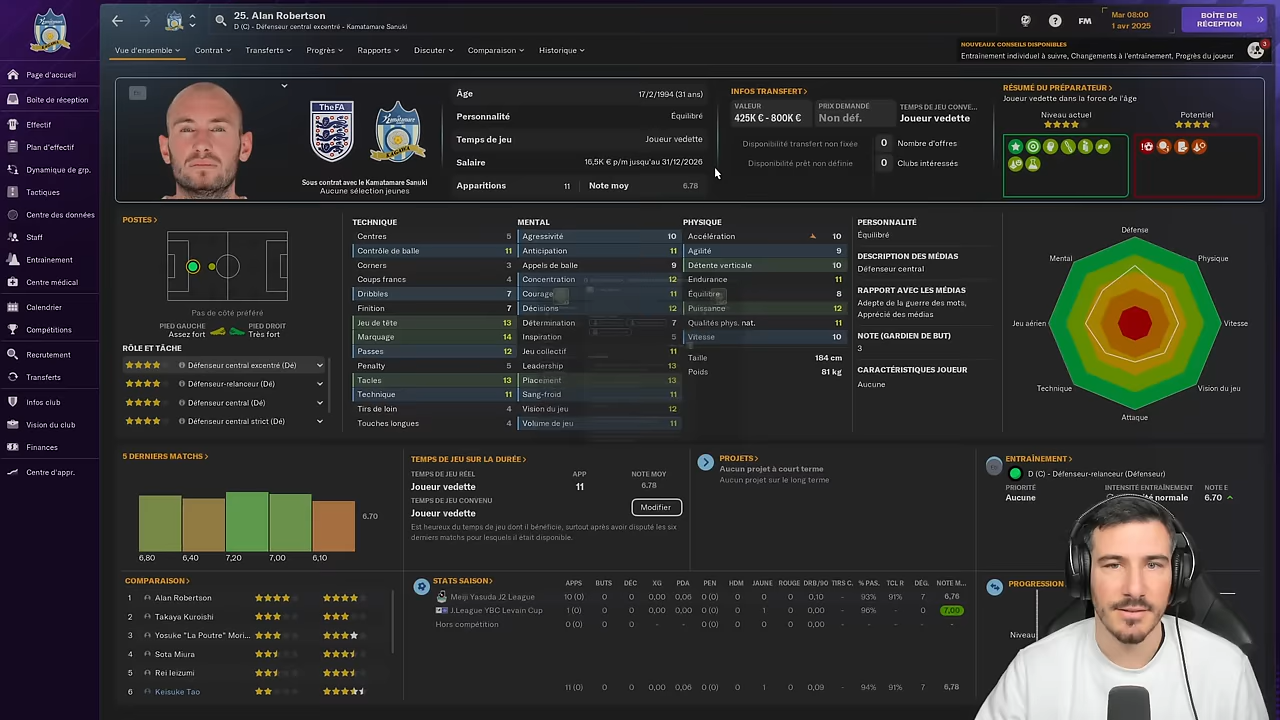 25. Alan Robertson
D (C) - Défenseur central excentré - Kamatamare Sanuki
FM
Mar 08:00
1 avr 2025
BOÎTE DE
RÉCEPTION
Vue d'ensemble
Contrat
Transferts
Progrès
Rapports
Discuter
Comparaison
Historique
NOUVEAUX CONSEILS DISPONIBLES
Entraînement individuel à suivre, Changements à l'entraînement, Progrès du joueur
3
Page d'accueil
Boîte de réception
Effectif
Plan d'effectif
Dynamique de grp.
Tactiques
Centre des données
Staff
Entraînement
Centre médical
Calendrier
Compétitions
Recrutement
Transferts
Infos club
Vision du club
Finances
Centre d'appr.
TheFA
Sous contrat avec le Kamatamare Sanuki
Aucune sélection jeunes
Âge
17/2/1994 (31 ans)
Personnalité
Équilibré
Temps de jeu
Joueur vedette
Salaire
16,5K € p/m jusqu'au 31/12/2026
Apparitions
11
Note moy
6.78
INFOS TRANSFERT
VALEUR
425K € - 800K €
PRIX DEMANDÉ
Non déf.
TEMPS DE JEU CONVE...
Joueur vedette
Disponibilité transfert non fixée
0
Nombre d'offres
Disponibilité prêt non définie
0
Clubs intéressés
RÉSUMÉ DU PRÉPARATEUR
Joueur vedette dans la force de l'âge
Niveau actuel
Potentiel
POSTES
Pas de côté préféré
PIED GAUCHE
Assez fort
PIED DROIT
Très fort
RÔLE ET TÂCHE
Défenseur central excentré (Dé)
Défenseur-relanceur (Dé)
Défenseur central (Dé)
Défenseur central strict (Dé)
TECHNIQUE
Centres 5
Contrôle de balle 11
Corners 3
Coups francs 4
Dribbles 7
Finition 7
Jeu de tête 13
Marquage 14
Passes 12
Penalty 5
Tacles 13
Technique 11
Tirs de loin 4
Touches longues 4
MENTAL
Agressivité 10
Anticipation 11
Appels de balle 9
Concentration 12
Courage 11
Décisions 12
Détermination 7
Inspiration 5
Jeu collectif 11
Leadership 13
Placement 13
Sang-froid 11
Vision du jeu 12
Volume de jeu 11
PHYSIQUE
Accélération 10
Agilité 9
Détente verticale 10
Endurance 11
Équilibre 8
Puissance 12
Qualités phys. nat. 11
Vitesse 10
Taille 184 cm
Poids 81 kg
PERSONNALITÉ
Équilibré
DESCRIPTION DES MÉDIAS
Défenseur central
RAPPORT AVEC LES MÉDIAS
Adepte de la guerre des mots,
Apprécié des médias
NOTE (GARDIEN DE BUT)
3
CARACTÉRISTIQUES JOUEUR
Aucune
Défense
Physique
Vitesse
Vision du jeu
Attaque
Technique
Jeu aérien
Mental
5 DERNIERS MATCHS
6.70
6,80
6,40
7,20
7,00
6,10
TEMPS DE JEU SUR LA DURÉE
TEMPS DE JEU RÉEL
Joueur vedette
APP
11
NOTE MOY
6.78
TEMPS DE JEU CONVENU
Joueur vedette
Modifier
Est heureux du temps de jeu dont il bénéficie, surtout après avoir disputé les six
derniers matchs pour lesquels il était disponible.
PROJETS
Aucun projet à court terme
Aucun projet sur le long terme
ENTRAÎNEMENT
D (C) - Défenseur-relanceur (Défenseur)
PRIORITÉ
Aucune
INTENSITÉ ENTRAÎNEMENT
normale
NOTE E
6.70
COMPARAISON
1 Alan Robertson
2 Takaya Kuroishi
3 Yosuke "La Poutre" Mori...
4 Sota Miura
5 Rei Ieizumi
6 Keisuke Tao
STATS SAISON
APPS BUTS DÉC XG PDA PEN HDM JAUNE ROUGE DRB/90 TIRS C. % PAS. TCL R DÉG. NOTE M...
Meiji Yasuda J2 League 10 (0) 0 0 0,00 0,06 0 (0) 0 0 0 0,10 - 93% 91% 7 6,76
J.League YBC Levain Cup 1 (0) 0 0 0,00 0,00 0 (0) 0 1 0 0,00 - 96% - 0 7,00
Hors compétition 0 (0) 0 0 - - 0 (0) 0 0 0 0,00 - - - - -
11 (0) 0 0 0,00 0,06 0 (0) 0 1 0 0,09 - 94% 91% 7 6,78
PROGRESSION
Niveau